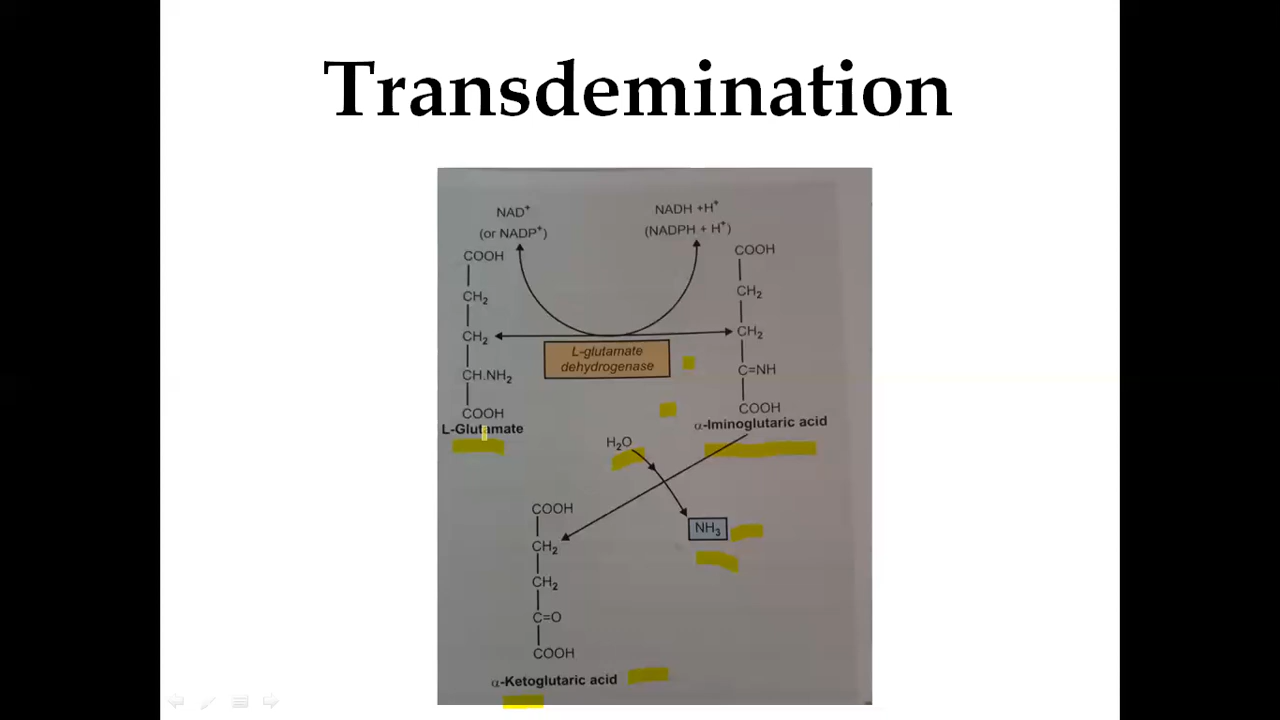 Transdemination
NAD⁺
(or NADP⁺)
NADH +H⁺
(NADPH + H⁺)
COOH
CH₂
CH₂
CH.NH₂
COOH
L-Glutamate
L-glutamate
dehydrogenase
COOH
CH₂
CH₂
C=NH
COOH
α-Iminoglutaric acid
H₂O
NH₃
COOH
CH₂
CH₂
C=O
COOH
α-Ketoglutaric acid